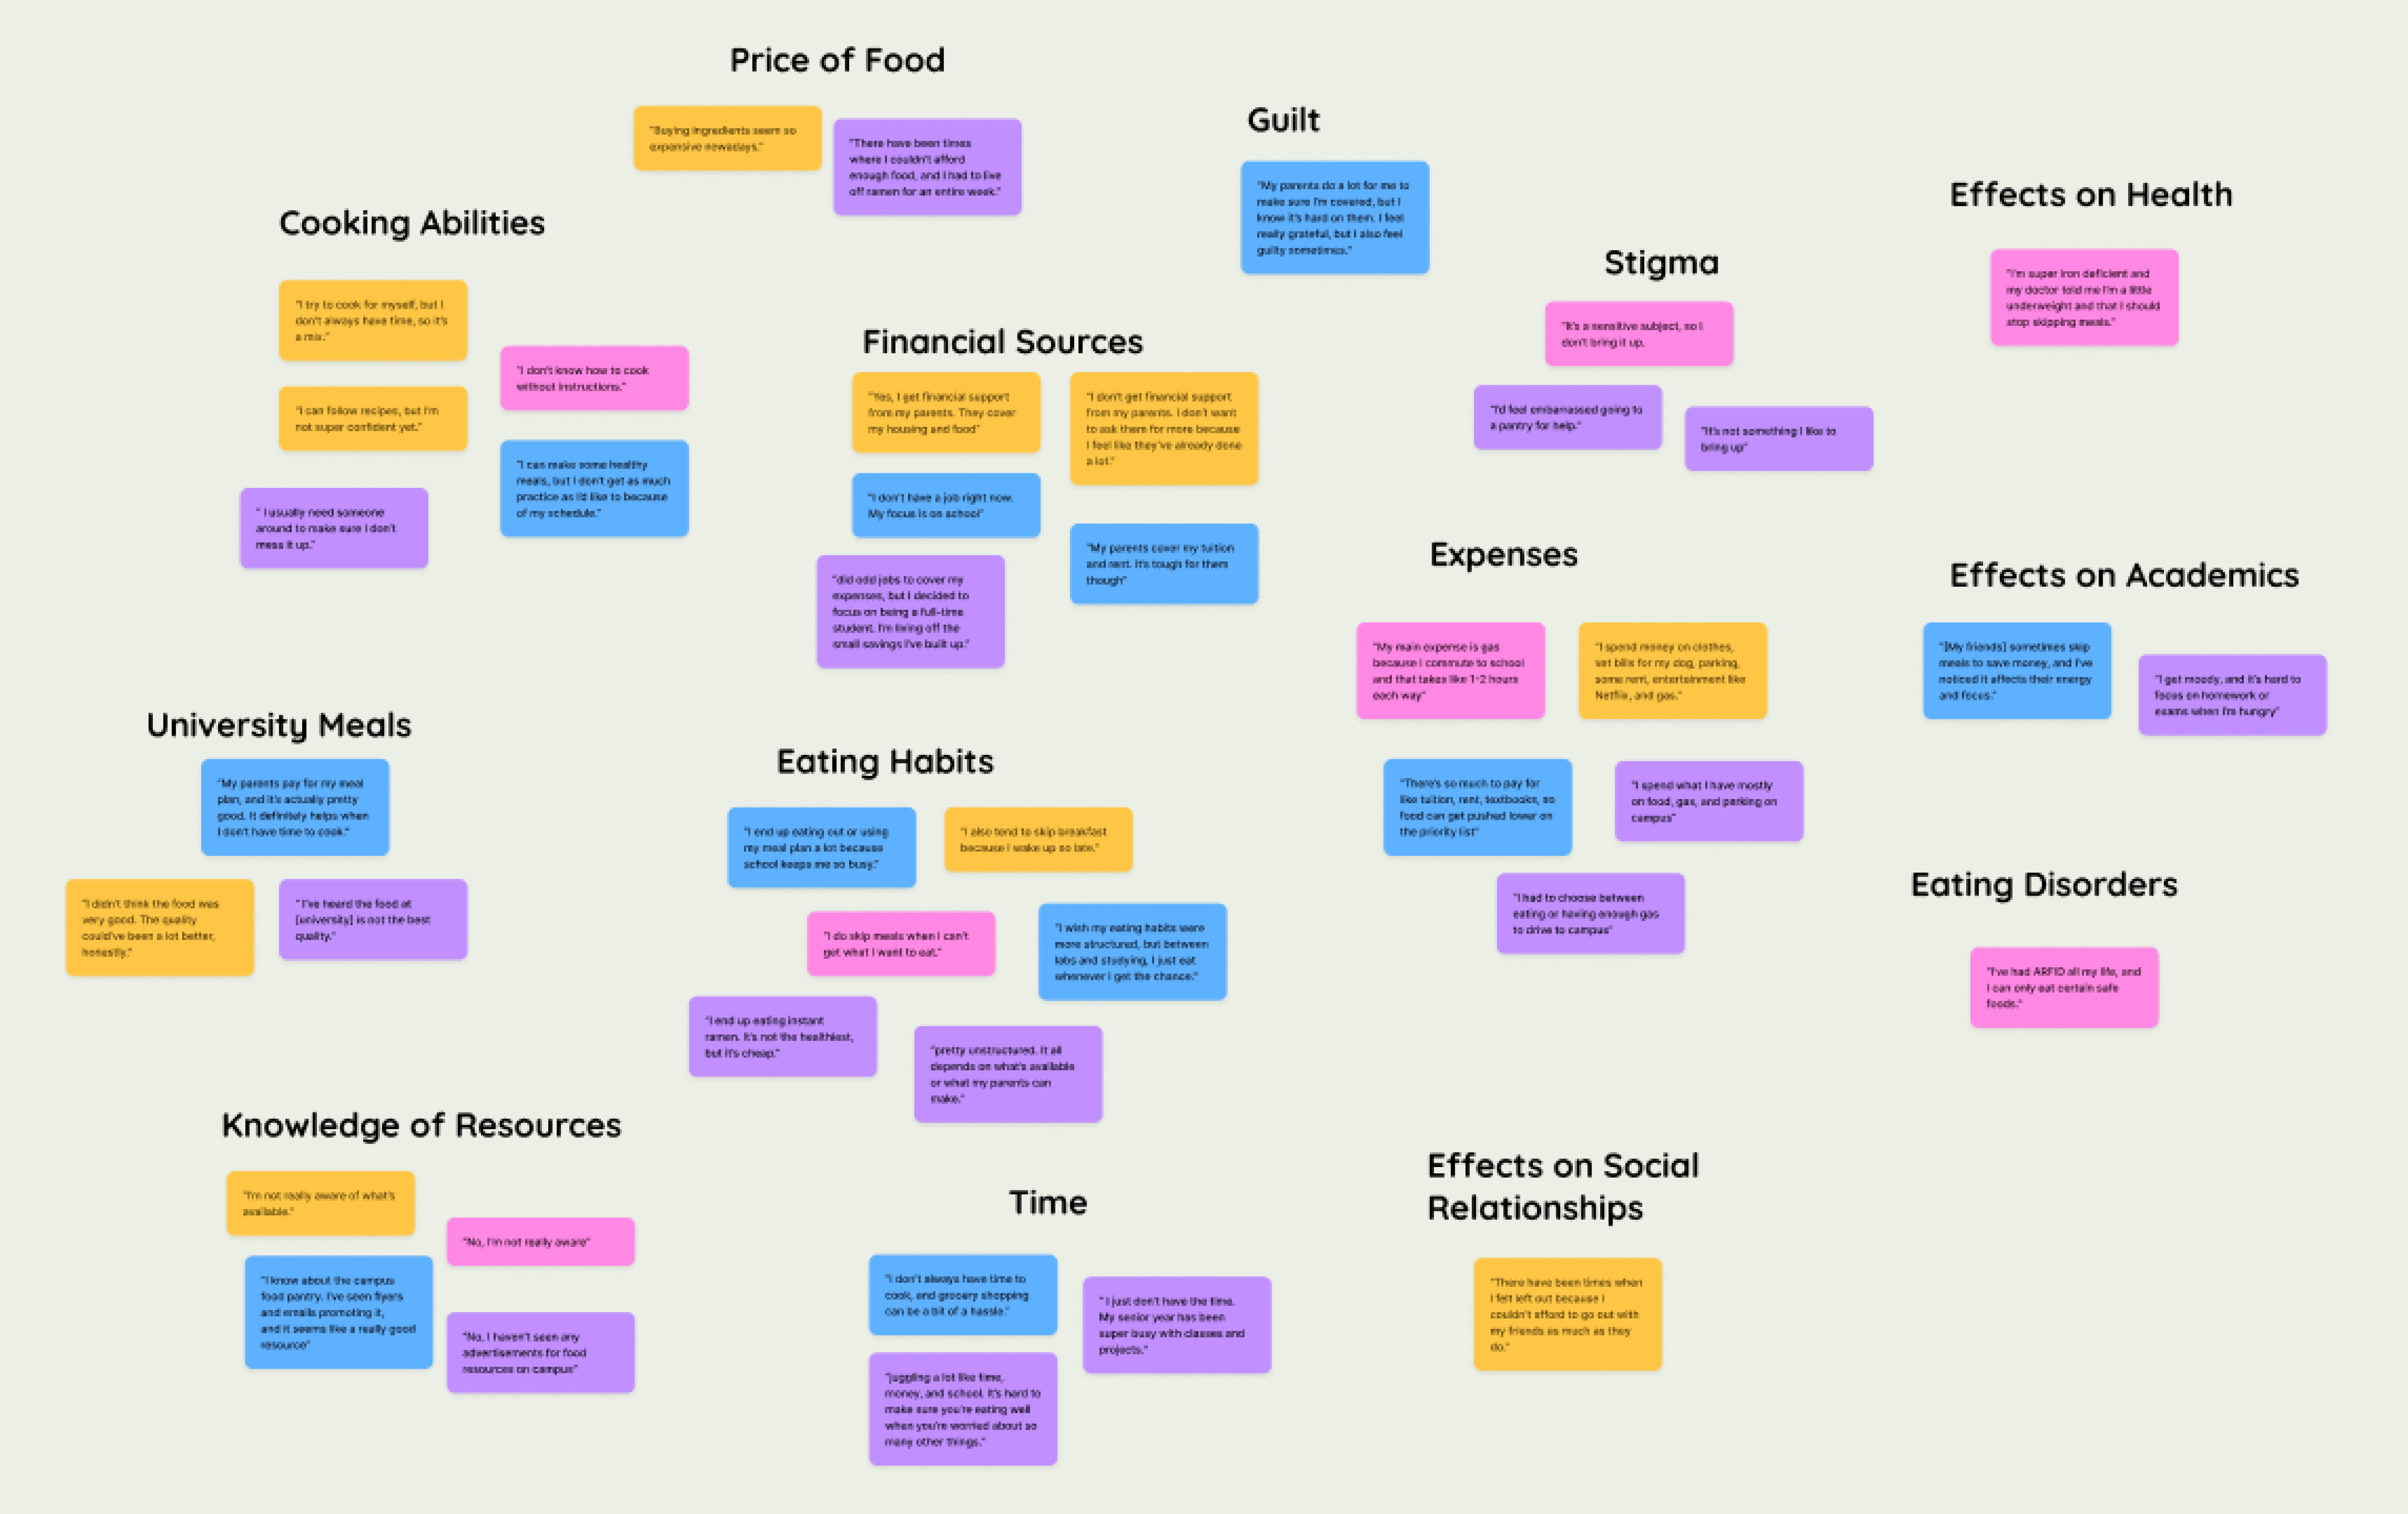 Price of Food
"Buying ingredients seem so
expensive nowadays."
"There have been times
where I couldn't afford
enough food, and I had to live
off ramen for an entire week."
Guilt
"My parents do a lot for me to
make sure I'm covered, but I
know it's hard on them. I feel
really grateful, but I also feel
guilty sometimes."
Effects on Health
"I'm super iron deficient and
my doctor told me I'm a little
underweight and that I should
stop skipping meals."
Cooking Abilities
"I try to cook for myself, but I
don't always have time, so it's
a mix."
"I don't know how to cook
without instructions."
"I can follow recipes, but I'm
not super confident yet."
"I can make some healthy
meals, but I don't get as much
practice as I'd like to because
of my schedule."
" I usually need someone
around to make sure I don't
mess it up."
Stigma
"It's a sensitive subject, so I
don't bring it up.
"I'd feel embarrassed going to
a pantry for help."
"It's not something I like to
bring up"
Financial Sources
"Yes, I get financial support
from my parents. They cover
my housing and food"
"I don't get financial support
from my parents. I don't want
to ask them for more because
I feel like they've already done
a lot."
"I don't have a job right now.
My focus is on school"
"My parents cover my tuition
and rent. It's tough for them
though"
"did odd jobs to cover my
expenses, but I decided to
focus on being a full-time
student. I'm living off the
small savings I've built up."
Expenses
"My main expense is gas
because I commute to school
and that takes like 1-2 hours
each way"
"I spend money on clothes,
vet bills for my dog, parking,
some rent, entertainment like
Netflix, and gas."
"There's so much to pay for
like tuition, rent, textbooks, so
food can get pushed lower on
the priority list"
"I spend what I have mostly
on food, gas, and parking on
campus"
"I had to choose between
eating or having enough gas
to drive to campus"
Effects on Academics
"[My friends] sometimes skip
meals to save money, and I've
noticed it affects their energy
and focus."
"I get moody, and it's hard to
focus on homework or
exams when I'm hungry"
University Meals
"My parents pay for my meal
plan, and it's actually pretty
good. It definitely helps when
I don't have time to cook."
"I didn't think the food was
very good. The quality
could've been a lot better,
honestly."
" I've heard the food at
[university] is not the best
quality."
Eating Habits
"I end up eating out or using
my meal plan a lot because
school keeps me so busy."
"I also tend to skip breakfast
because I wake up so late."
"I do skip meals when I can't
get what I want to eat."
"I wish my eating habits were
more structured, but between
labs and studying, I just eat
whenever I get the chance."
"I end up eating instant
ramen. It's not the healthiest,
but it's cheap."
"pretty unstructured. It all
depends on what's available
or what my parents can
make."
Eating Disorders
"I've had ARFID all my life, and
I can only eat certain safe
foods."
Knowledge of Resources
"I'm not really aware of what's
available."
"No, I'm not really aware"
"I know about the campus
food pantry. I've seen flyers
and emails promoting it,
and it seems like a really good
resource"
"No, I haven't seen any
advertisements for food
resources on campus"
Time
"I don't always have time to
cook, and grocery shopping
can be a bit of a hassle."
" I just don't have the time.
My senior year has been
super busy with classes and
projects."
"juggling a lot like time,
money, and school. It's hard to
make sure you're eating well
when you're worried about so
many other things."
Effects on Social
Relationships
"There have been times when
I felt left out because I
couldn't afford to go out with
my friends as much as they
do."